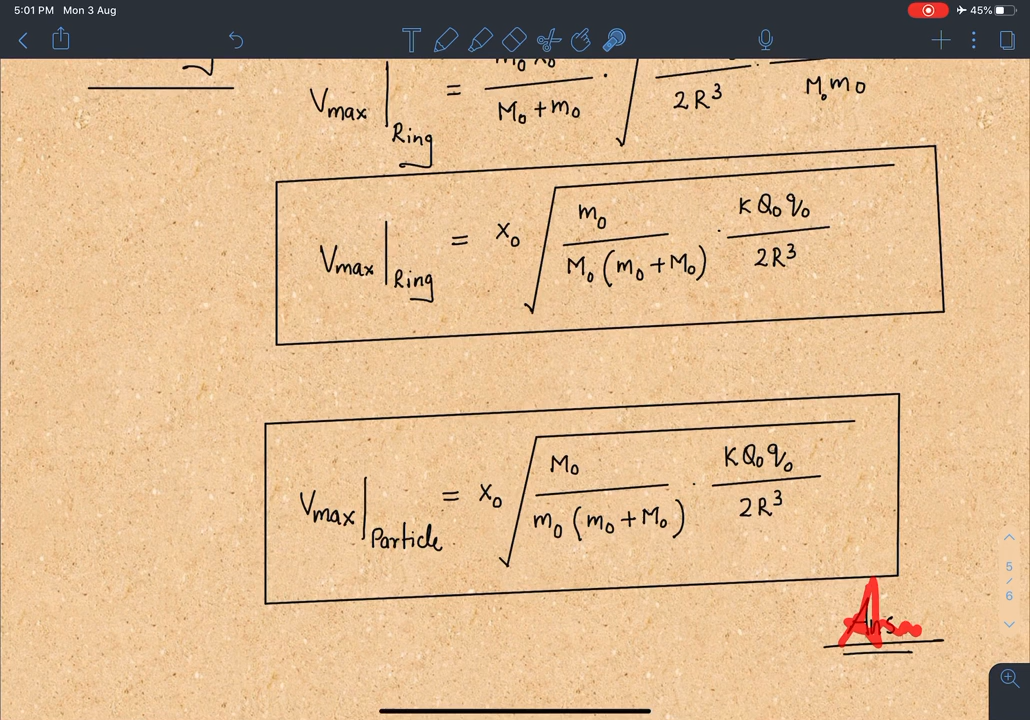 5:01 PM Mon 3 Aug 45%
Vmax|Ring = m₀x₀/(M₀+m₀) · √( /2R³ · /M₀m₀
Vmax|Ring = x₀ √(m₀/(M₀(m₀+M₀)) · KQ₀q₀/2R³)
Vmax|Particle = x₀ √(M₀/(m₀(m₀+M₀)) · KQ₀q₀/2R³)
5
/
6
Ans